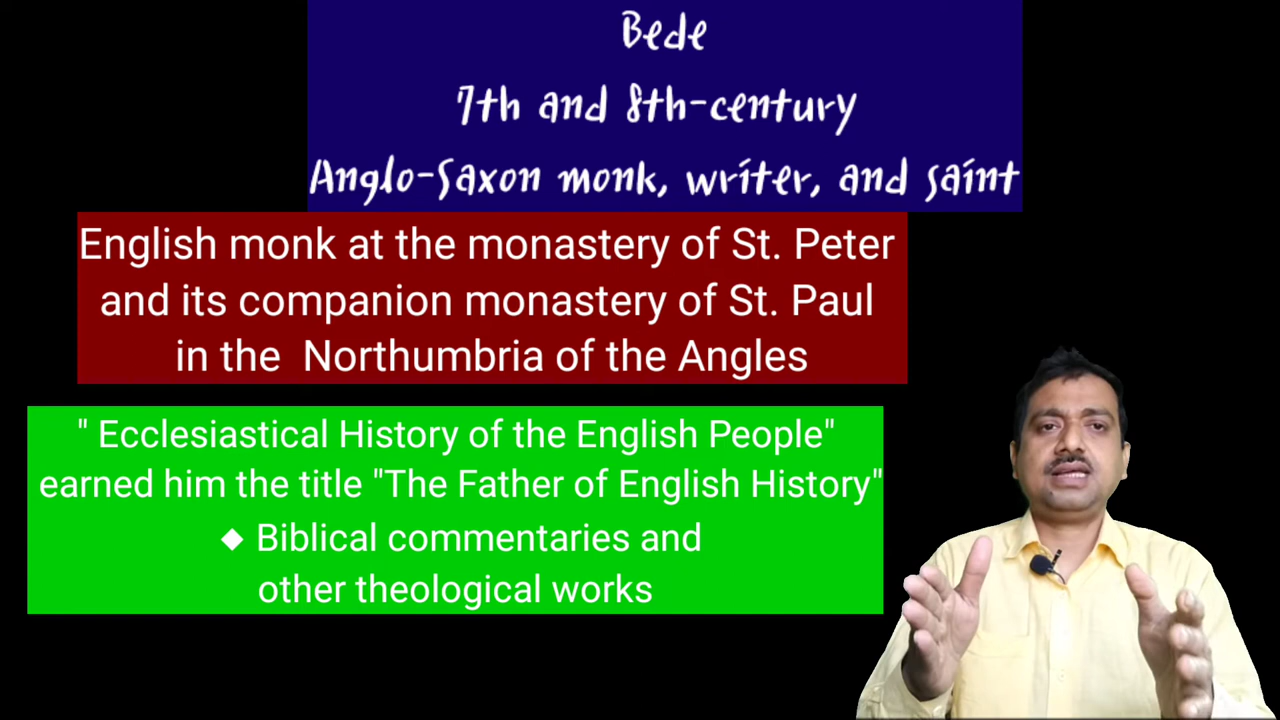 Bede
7th and 8th-century
Anglo-Saxon monk, writer, and saint
English monk at the monastery of St. Peter
and its companion monastery of St. Paul
in the Northumbria of the Angles
" Ecclesiastical History of the English People"
earned him the title "The Father of English History"
◆ Biblical commentaries and
other theological works